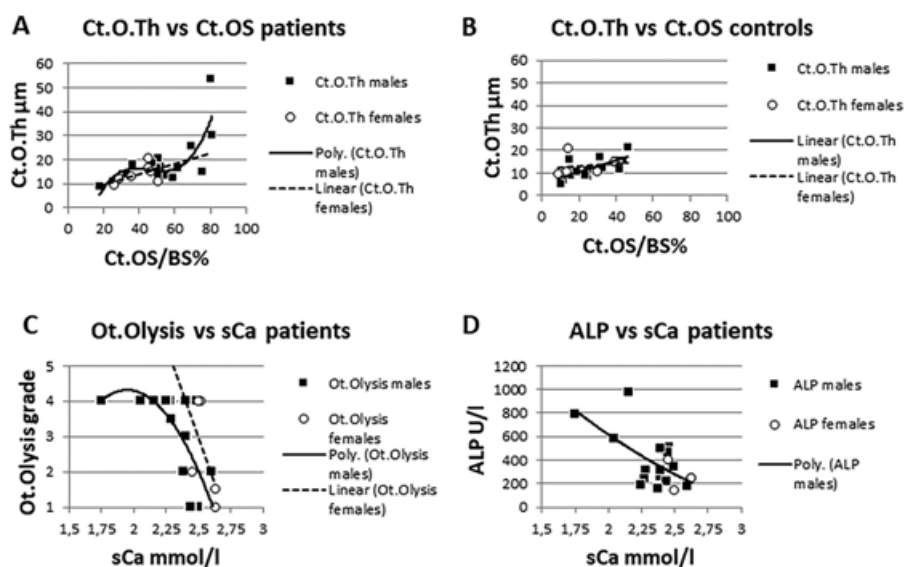 A
Ct.O.Th vs Ct.OS patients
60
50
40
30
20
10
0
Ct.O.Th μm
0 20 40 60 80 100
Ct.OS/BS%
Ct.O.Th males
Ct.O.Th females
Poly. (Ct.O.Th
males)
Linear (Ct.O.Th
females)
B
Ct.O.Th vs Ct.OS controls
60
50
40
30
20
10
0
Ct.OTh μm
0 20 40 60 80 100
Ct.OS/BS%
Ct.O.Th males
Ct.O.Th females
Linear (Ct.O.Th
males)
Linear (Ct.O.Th
females)
C
Ot.Olysis vs sCa patients
5
4
3
2
1
Ot.Olysis grade
1,5 1,75 2 2,25 2,5 2,75 3
sCa mmol/l
Ot.Olysis males
Ot.Olysis
females
Poly. (Ot.Olysis
males)
Linear (Ot.Olysis
females)
D
ALP vs sCa patients
1200
1000
800
600
400
200
0
ALP U/l
1,5 1,75 2 2,25 2,5 2,75 3
sCa mmol/l
ALP males
ALP females
Poly. (ALP
males)